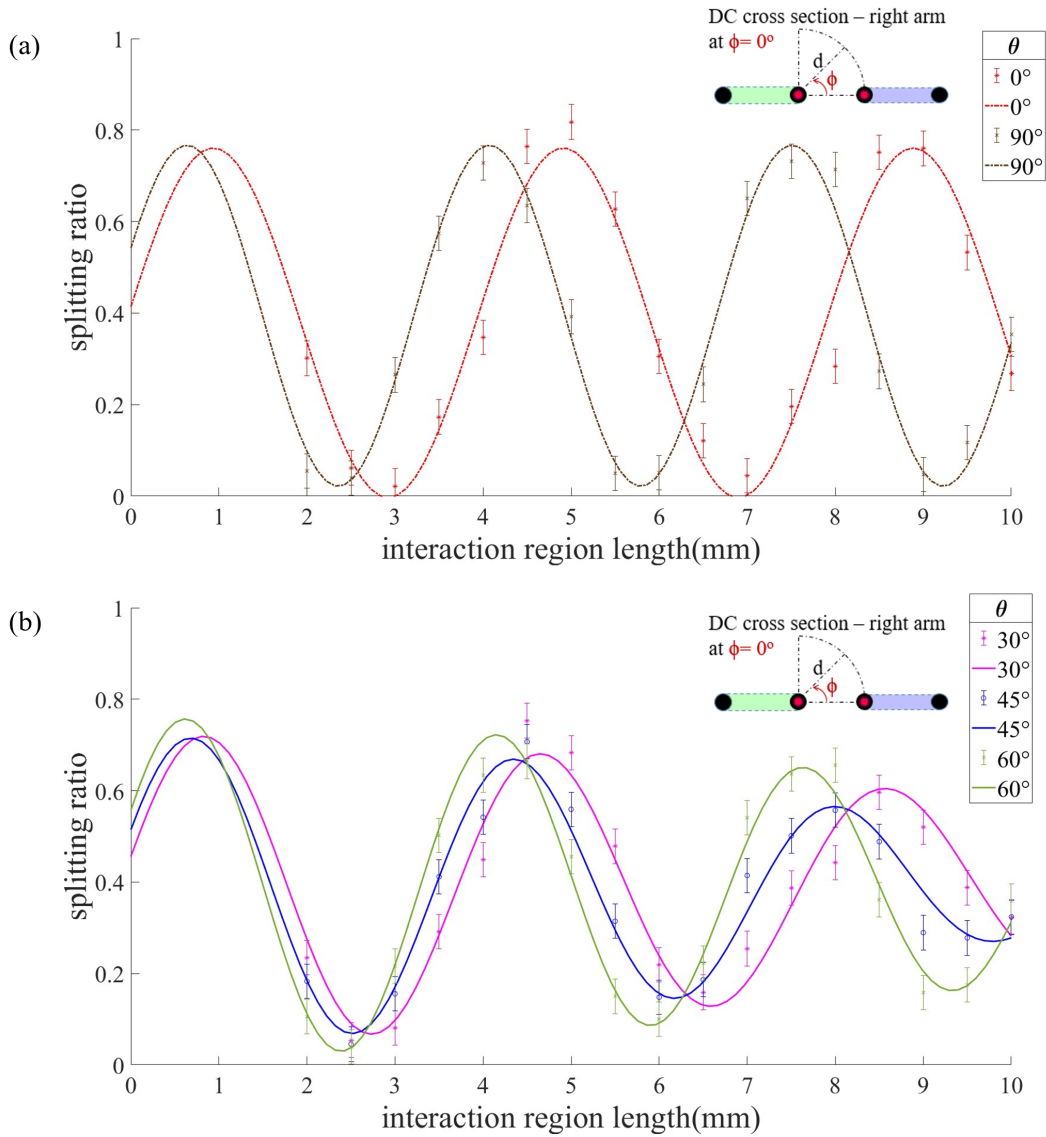 (a)
DC cross section – right arm
at ϕ= 0º
d
ϕ
θ
0°
0°
90°
90°
1
0.8
0.6
0.4
0.2
0
splitting ratio
0 1 2 3 4 5 6 7 8 9 10
interaction region length(mm)
(b)
DC cross section – right arm
at ϕ= 0º
d
ϕ
θ
30°
30°
45°
45°
60°
60°
1
0.8
0.6
0.4
0.2
0
splitting ratio
0 1 2 3 4 5 6 7 8 9 10
interaction region length(mm)